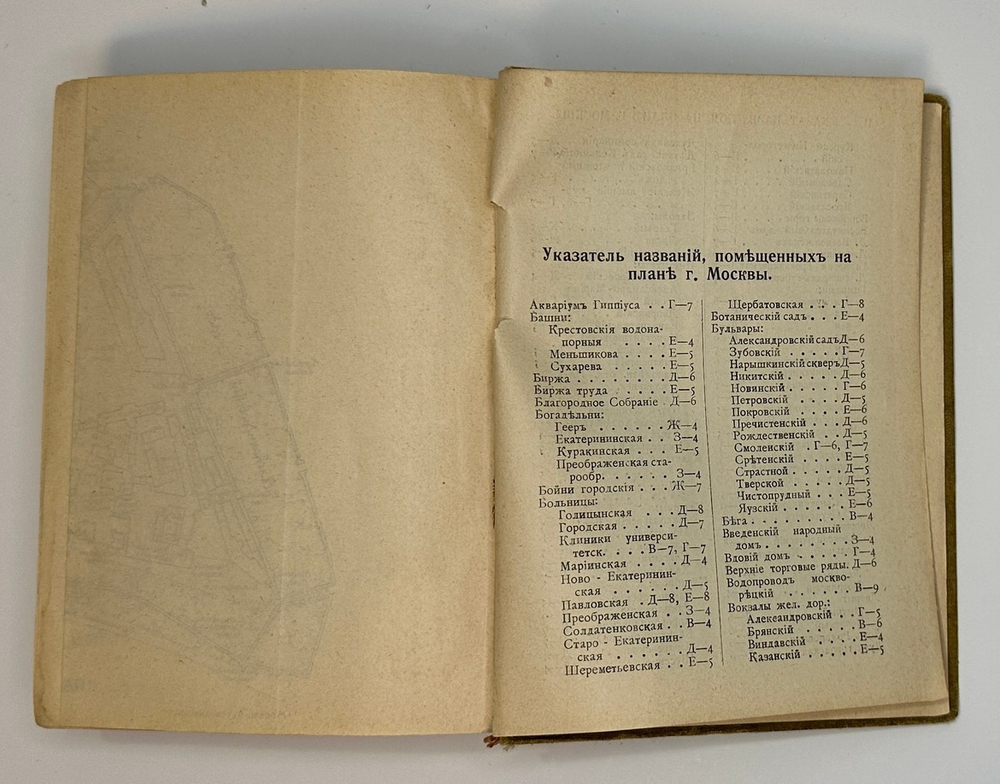 Указатель названій, помѣщенныхъ на
планѣ г. Москвы.
Акваріумъ Гиппіуса . . Г—7
Башни:
Крестовскія водона-
порныя . . . . Е—4
Меньшикова . . . . Е—5
Сухарева . . . . . Е—5
Биржа . . . . . . . . Д—6
Биржа труда . . . . . Е—5
Благородное Собраніе . Д—6
Богадѣльни:
Гееръ . . . . . . Ж—4
Екатерининская . . З—4
Куракинская . . . Е—5
Преображенская ста-
рообр. . . . . . . З—4
Бойни городскія . . . Ж—7
Больницы:
Голицынская . . . Д—8
Городская . . . . . Д—7
Клиники универси-
тетск. . . . В—7, Г—7
Маріинская . . . . Д—4
Ново - Екатеринин-
ская . . . . . . Д—5
Павловская . Д—8, Е—8
Преображенская . . З—4
Солдатенковская . . В—4
Старо - Екатеринин-
ская . . . . . . Д—4
Шереметьевская . . Е—5
Щербатовская . . . Г—8
Ботаническій садъ . . . Е—4
Бульвары:
Александровскій садъ Д—6
Зубовскій . . . . . Г—7
Нарышкинскій скверъ Д—5
Никитскій . . . . . Д—6
Новинскій . . . . . Г—6
Петровскій . . . . Д—5
Покровскій . . . . Е—6
Пречистенскій . . . Д—6
Рождественскій . . Д—5
Смоленскій . Г—6, Г—7
Срѣтенскій . . . . Е—5
Страстной . . . . . Д—5
Тверской . . . . . Д—5
Чистопрудный . . . Е—5
Яузскій . . . . . . Е—6
Бѣга . . . . . . . . . В—4
Введенскій народный
домъ . . . . . . . . З—4
Вдовій домъ . . . . . Г—4
Верхніе торговые ряды. Д—6
Водопроводъ москво-
рѣцкій . . . . . . В—9
Вокзалы жел. дор.:
Александровскій . . Г—5
Брянскій . . . . . В—6
Виндавскій . . . . Е—4
Казанскій . . . . . Е—5